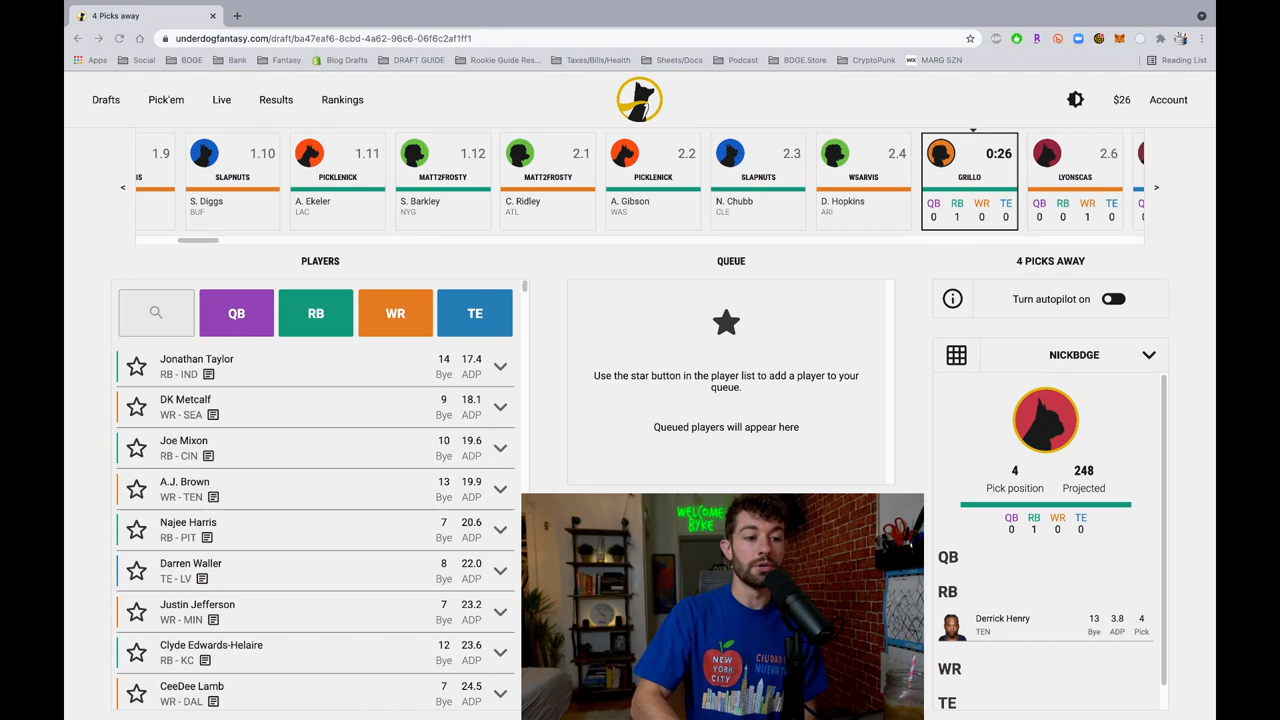 4 Picks away
underdogfantasy.com/draft/ba47eaf6-8cbd-4a62-96c6-06f6c2af1ff1
Apps Social BDGE Bank Fantasy Blog Drafts DRAFT GUIDE Rookie Guide Res... Taxes/Bills/Health Sheets/Docs Podcast BDGE.Store CryptoPunk MARG SZN Reading List
Drafts Pick'em Live Results Rankings $26 Account
1.9 1.10 1.11 1.12 2.1 2.2 2.3 2.4 0:26 2.6
IS SLAPNUTS PICKLENICK MATT2FROSTY MATT2FROSTY PICKLENICK SLAPNUTS WSARVIS GRILLO LYONSCAS
S. Diggs A. Ekeler S. Barkley C. Ridley A. Gibson N. Chubb D. Hopkins QB RB WR TE QB RB WR TE
BUF LAC NYG ATL WAS CLE ARI 0 1 0 0 0 0 1 0
< >
PLAYERS QUEUE 4 PICKS AWAY
QB RB WR TE
Turn autopilot on
Jonathan Taylor 14 17.4
RB - IND Bye ADP
DK Metcalf 9 18.1
WR - SEA Bye ADP
Joe Mixon 10 19.6
RB - CIN Bye ADP
A.J. Brown 13 19.9
WR - TEN Bye ADP
Najee Harris 7 20.6
RB - PIT Bye ADP
Darren Waller 8 22.0
TE - LV Bye ADP
Justin Jefferson 7 23.2
WR - MIN Bye ADP
Clyde Edwards-Helaire 12 23.6
RB - KC Bye ADP
CeeDee Lamb 7 24.5
WR - DAL Bye ADP
Use the star button in the player list to add a player to your
queue.
Queued players will appear here
NICKBDGE
4 248
Pick position Projected
QB RB WR TE
0 1 0 0
QB
RB
Derrick Henry 13 3.8 4
TEN Bye ADP Pick
WR
TE
WELCOME
BYKE
NEW
YORK
CITY
CIUDAD
NUEVA